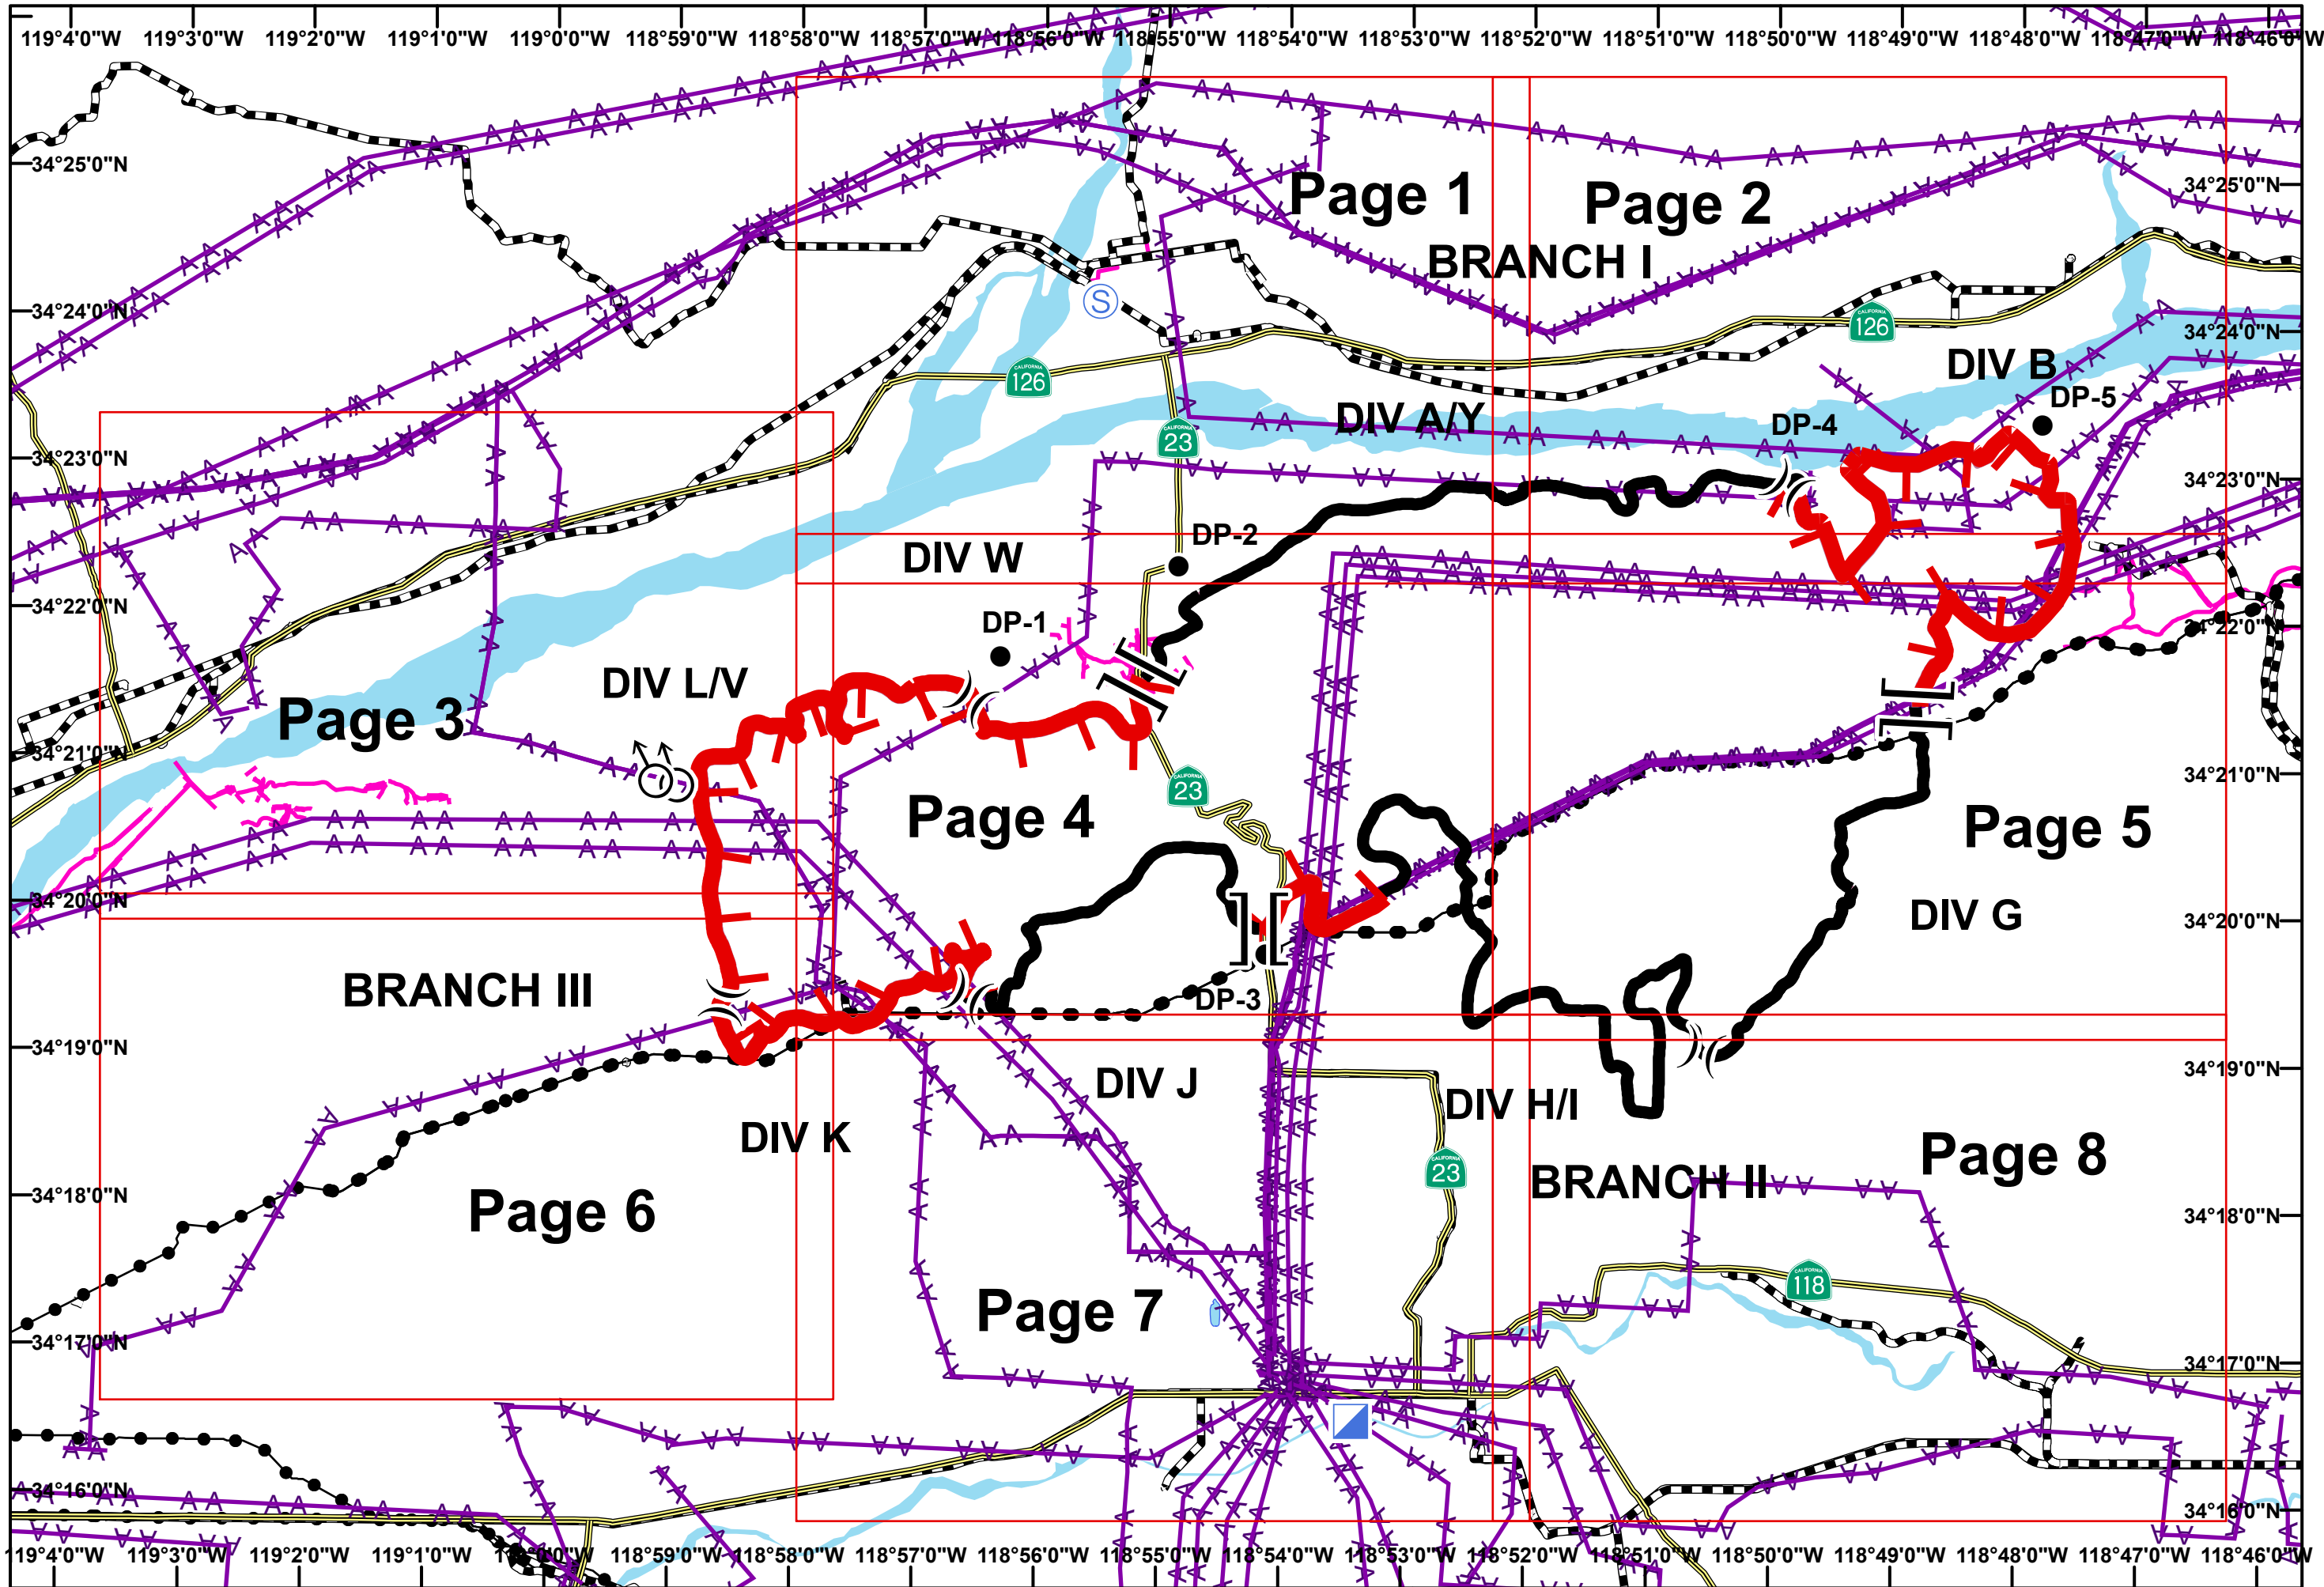 119°4'0"W 119°3'0"W 119°2'0"W 119°1'0"W 119°0'0"W 118°59'0"W 118°58'0"W 118°57'0"W 118°56'0"W 118°55'0"W 118°54'0"W 118°53'0"W 118°52'0"W 118°51'0"W 118°50'0"W 118°49'0"W 118°48'0"W 118°47'0"W 118°46'0"W
34°25'0"N
34°25'0"N
Page 1
Page 2
BRANCH I
S
34°24'0"N
34°24'0"N
CALIFORNIA
126
CALIFORNIA
126
DIV B
DP-5
DIV A/Y
DP-4
CALIFORNIA
23
34°23'0"N
34°23'0"N
DP-2
DIV W
34°22'0"N
34°22'0"N
DP-1
DIV L/V
Page 3
34°21'0"N
34°21'0"N
CALIFORNIA
23
Page 4
Page 5
34°20'0"N
34°20'0"N
DIV G
BRANCH III
DP-3
34°19'0"N
34°19'0"N
DIV J
DIV H/I
DIV K
Page 8
CALIFORNIA
23
BRANCH II
34°18'0"N
34°18'0"N
Page 6
CALIFORNIA
118
Page 7
34°17'0"N
34°17'0"N
34°16'0"N
34°16'0"N
119°4'0"W 119°3'0"W 119°2'0"W 119°1'0"W 119°0'0"W 118°59'0"W 118°58'0"W 118°57'0"W 118°56'0"W 118°55'0"W 118°54'0"W 118°53'0"W 118°52'0"W 118°51'0"W 118°50'0"W 118°49'0"W 118°48'0"W 118°47'0"W 118°46'0"W